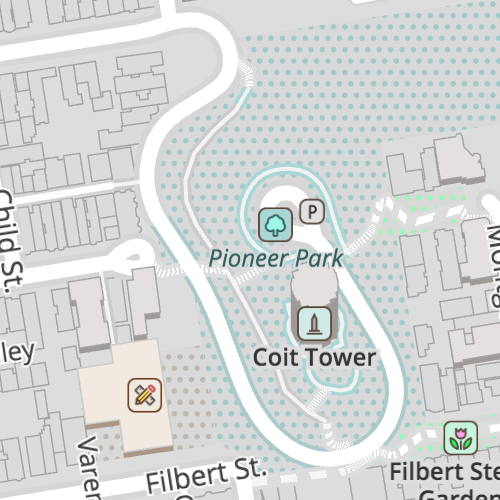 Child St.
P
Pioneer Park
Coit Tower
Filbert St.
Filbert Ste
Garden